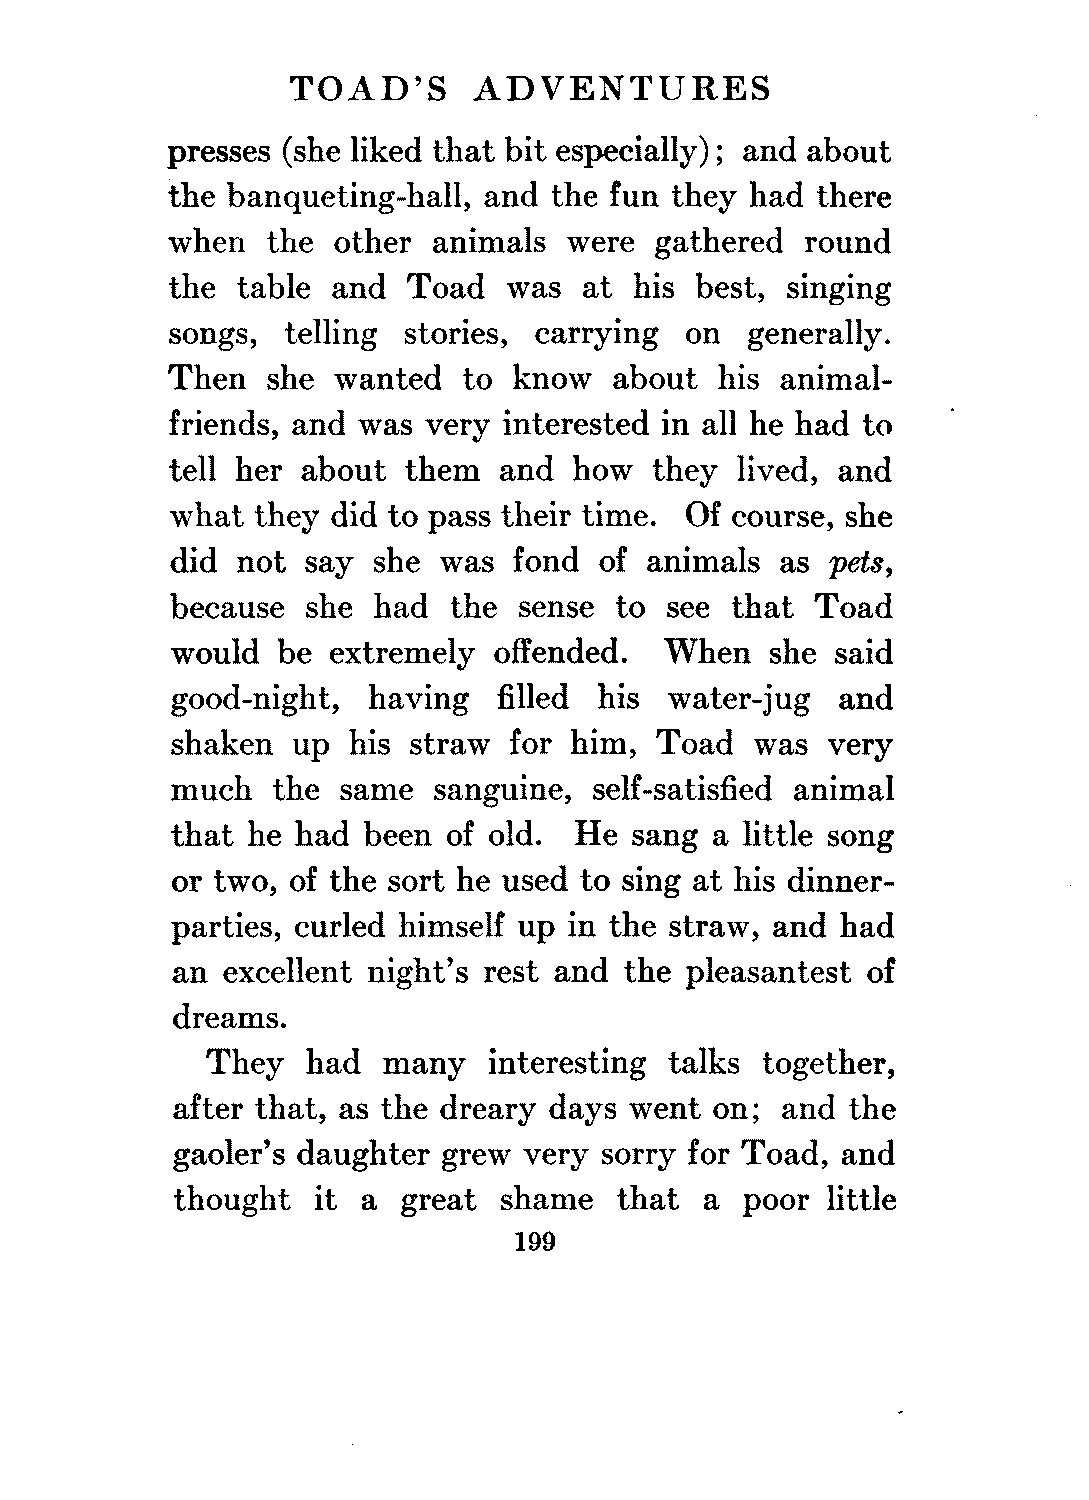 TOAD'S ADVENTURES
presses (she liked that bit especially); and about
the banqueting-hall, and the fun they had there
when the other animals were gathered round
the table and Toad was at his best, singing
songs, telling stories, carrying on generally.
Then she wanted to know about his animal-
friends, and was very interested in all he had to
tell her about them and how they lived, and
what they did to pass their time. Of course, she
did not say she was fond of animals as pets,
because she had the sense to see that Toad
would be extremely offended. When she said
good-night, having filled his water-jug and
shaken up his straw for him, Toad was very
much the same sanguine, self-satisfied animal
that he had been of old. He sang a little song
or two, of the sort he used to sing at his dinner-
parties, curled himself up in the straw, and had
an excellent night's rest and the pleasantest of
dreams.
They had many interesting talks together,
after that, as the dreary days went on; and the
gaoler's daughter grew very sorry for Toad, and
thought it a great shame that a poor little
199